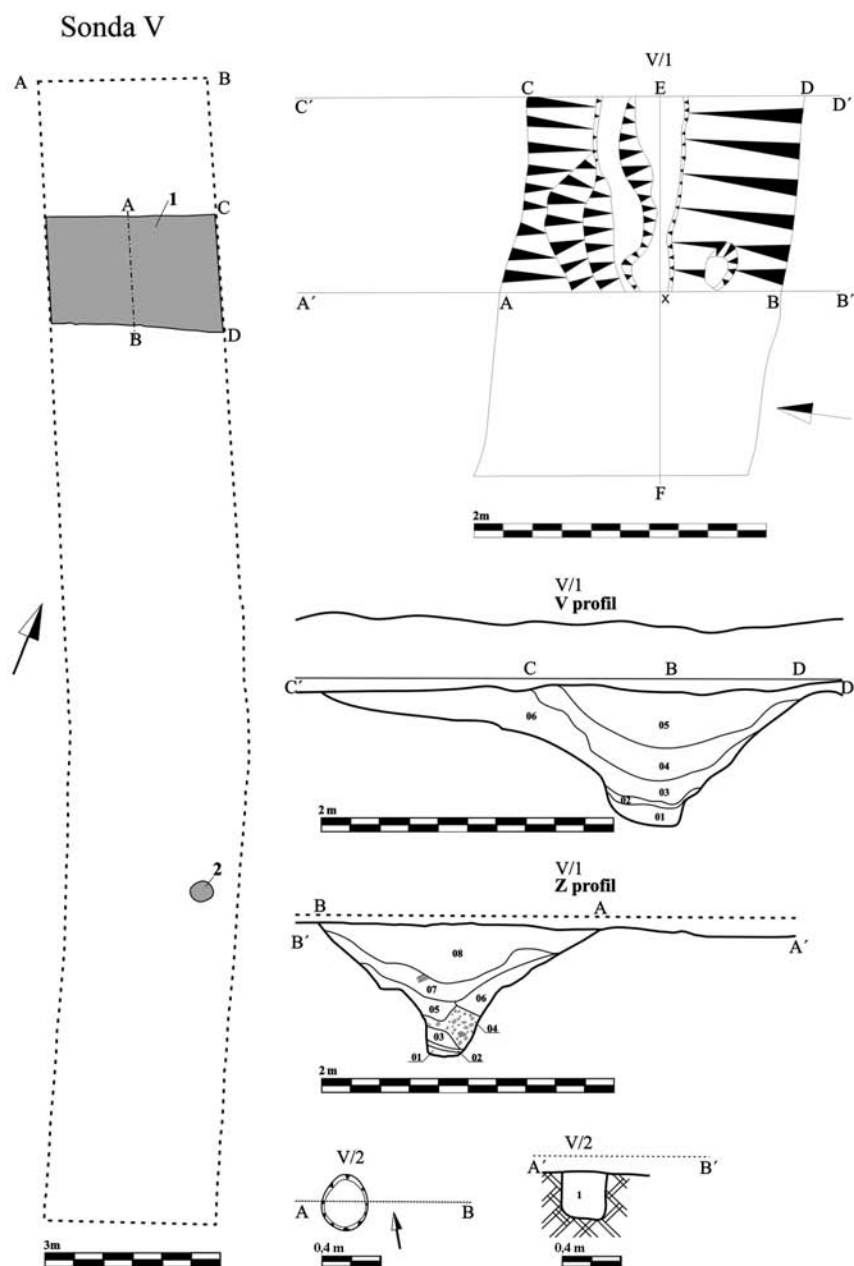 Sonda V
A B
1
A C
B D
2
3m
V/1
C E D
C´ D´
A´ A X B B´
F
2m
V/1
V profil
C B D
C´ D
06 05
04
03
02
01
2 m
V/1
Z profil
B A
B´ A´
08
07
06
05
04
03
01 02
2 m
V/2
A B
0,4 m
V/2
A´ B´
1
0,4 m